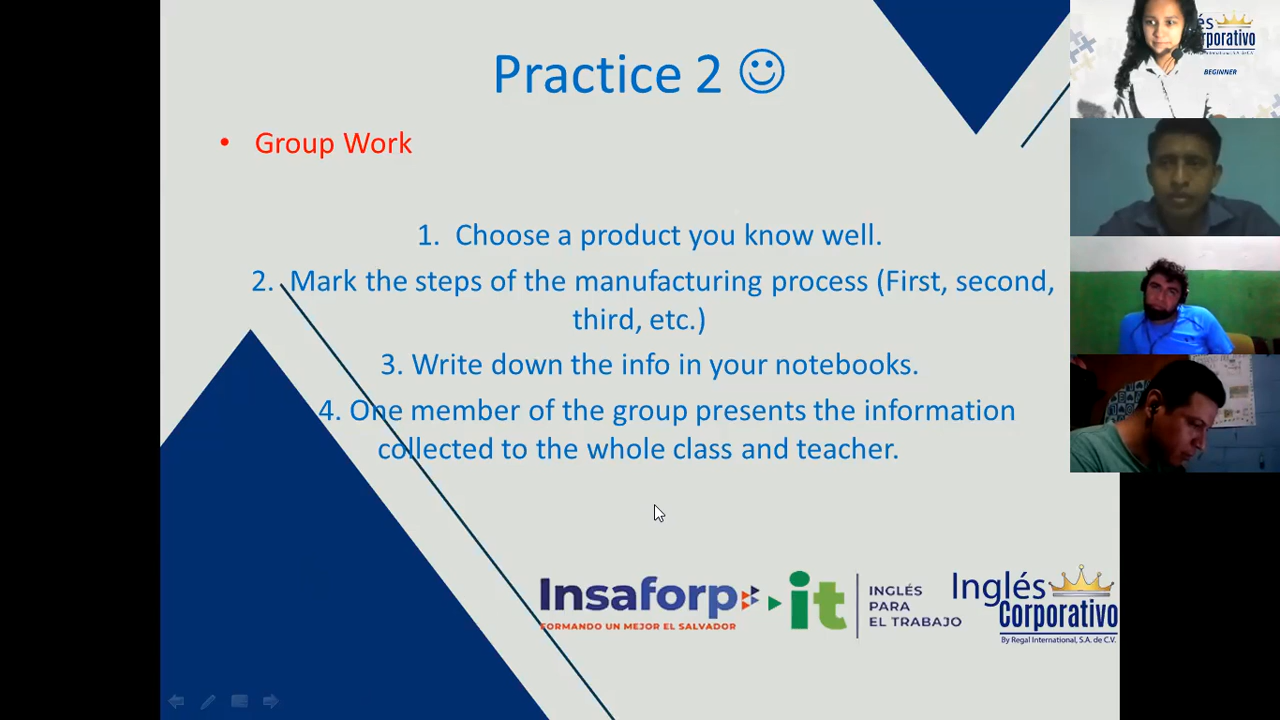 Practice 2
• Group Work
1. Choose a product you know well.
2. Mark the steps of the manufacturing process (First, second,
third, etc.)
3. Write down the info in your notebooks.
4. One member of the group presents the information
collected to the whole class and teacher.
Insaforp
FORMANDO UN MEJOR EL SALVADOR
it
INGLÉS
PARA
EL TRABAJO
Inglés
Corporativo
By Regal International, S.A. de C.V.
és
rporativo
BEGINNER